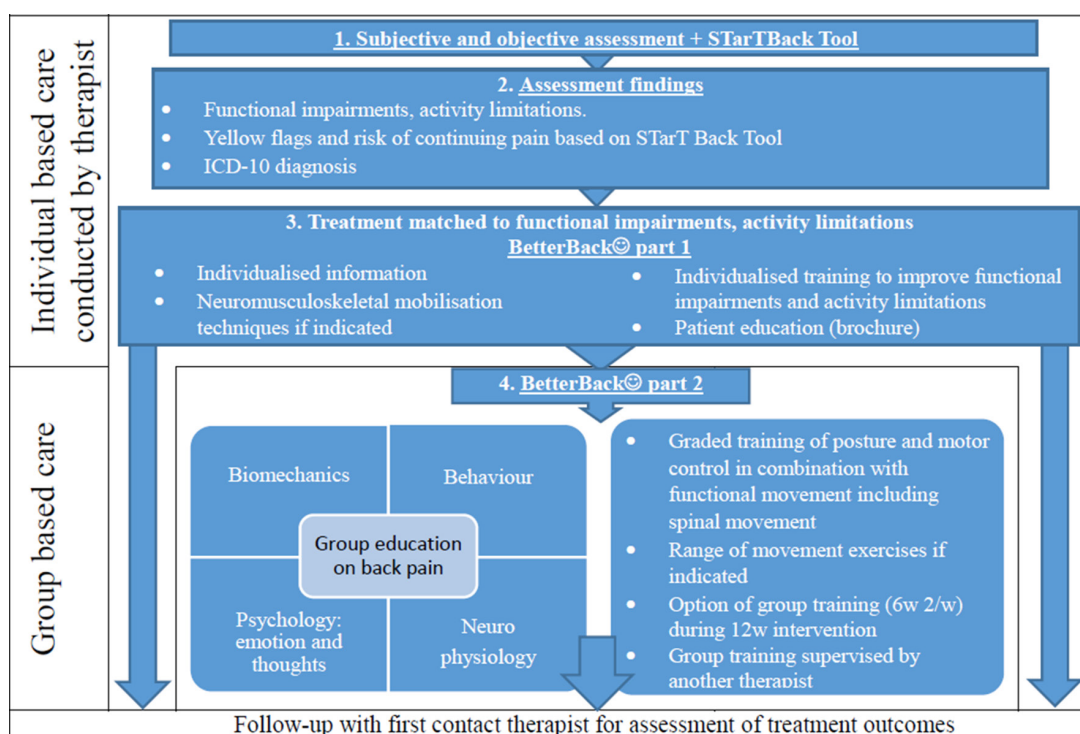 Individual based care
conducted by therapist
1. Subjective and objective assessment + STarTBack Tool
2. Assessment findings
• Functional impairments, activity limitations.
• Yellow flags and risk of continuing pain based on STarT Back Tool
• ICD-10 diagnosis
3. Treatment matched to functional impairments, activity limitations
BetterBack☺ part 1
• Individualised information
• Neuromusculoskeletal mobilisation
techniques if indicated
• Individualised training to improve functional
impairments and activity limitations
• Patient education (brochure)
Group based care
4. BetterBack☺ part 2
Biomechanics
Behaviour
Group education
on back pain
Psychology:
emotion and
thoughts
Neuro
physiology
• Graded training of posture and motor
control in combination with
functional movement including
spinal movement
• Range of movement exercises if
indicated
• Option of group training (6w 2/w)
during 12w intervention
• Group training supervised by
another therapist
Follow-up with first contact therapist for assessment of treatment outcomes